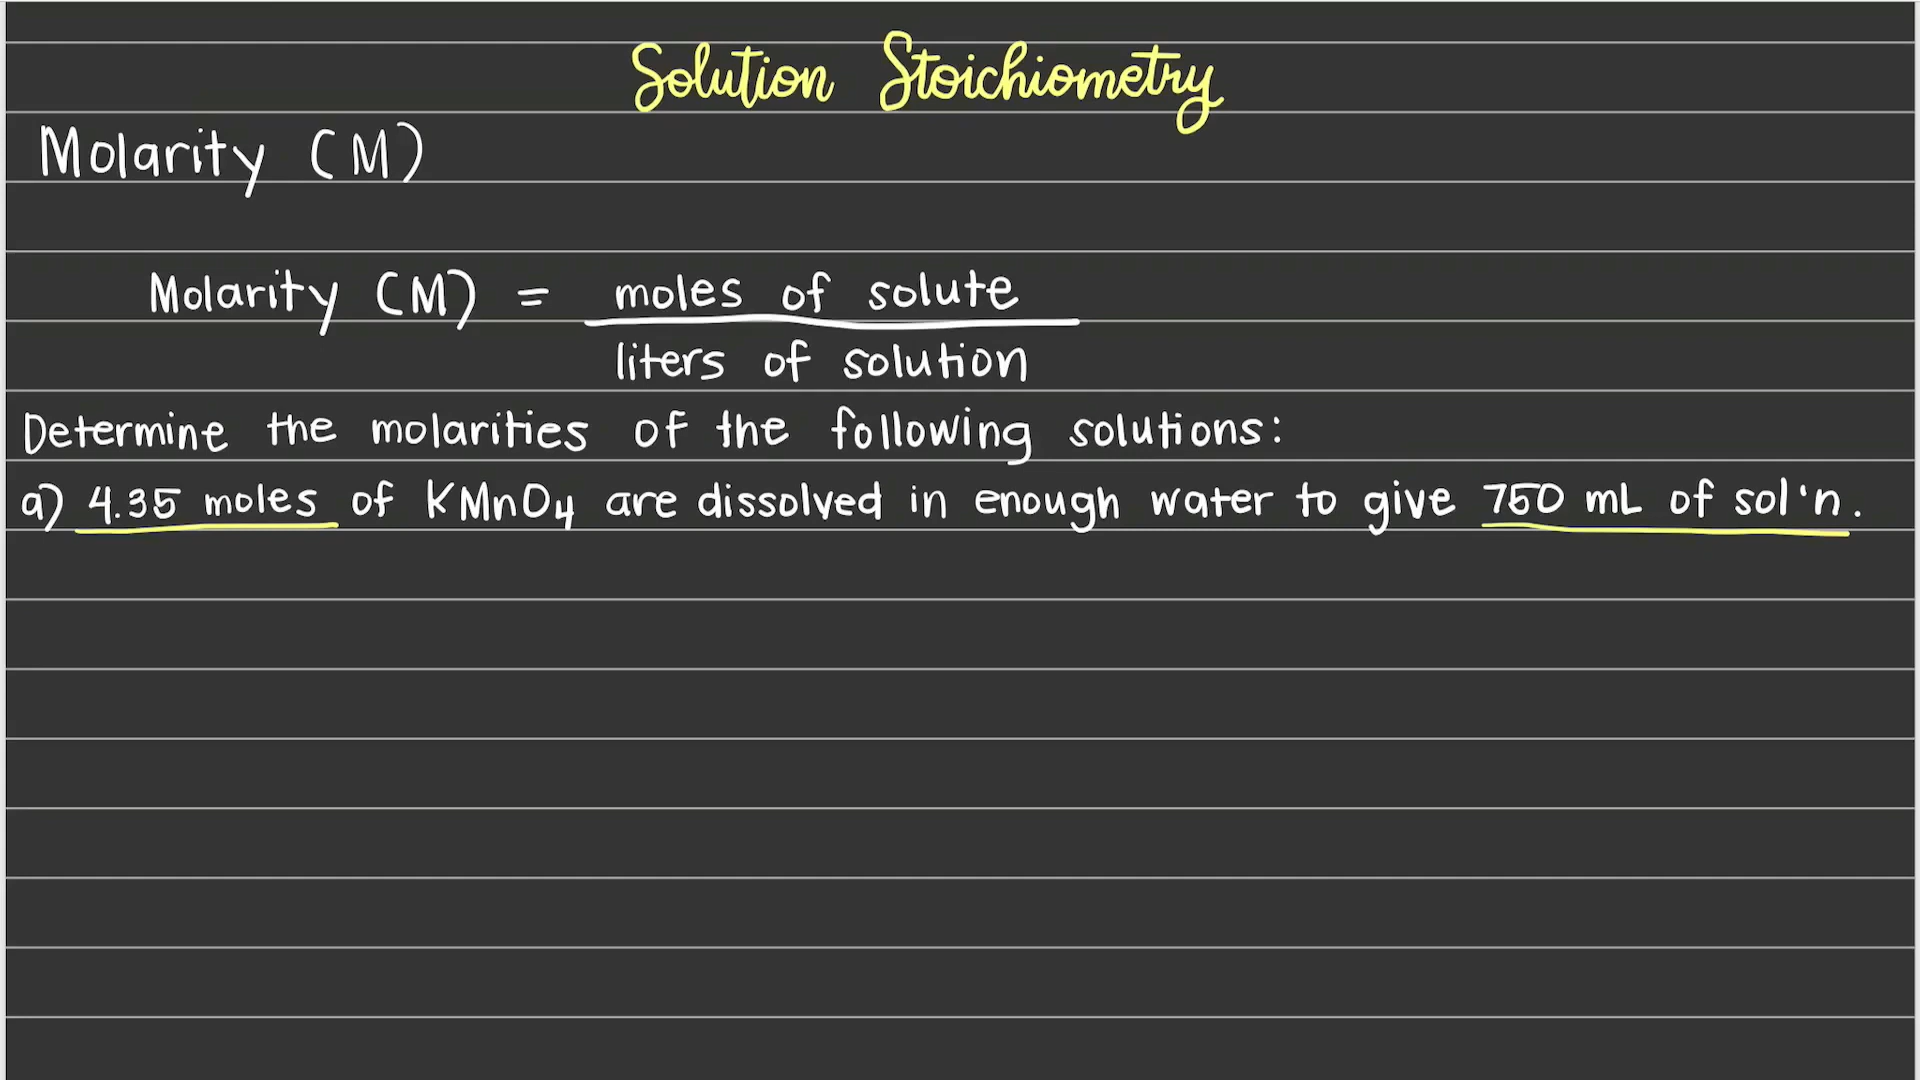 Solution Stoichiometry
Molarity (M)
Molarity (M) = moles of solute
liters of solution
Determine the molarities of the following solutions:
a) 4.35 moles of KMnO4 are dissolved in enough water to give 750 mL of sol'n.